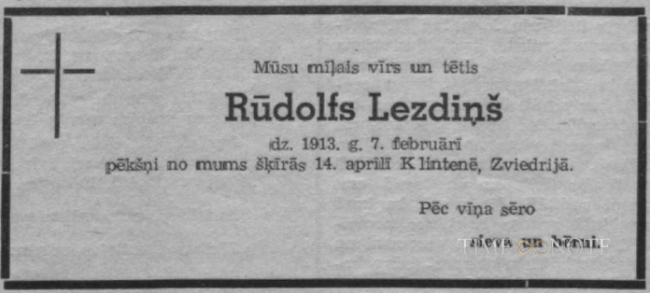 Mūsu mīļais vīrs un tētis
Rūdolfs Lezdiņš
dz. 1913. g. 7. februārī
pēkšņi no mums šķīrās 14. aprīlī Klintenē, Zviedrijā.
Pēc viņa sēro
sieva un bērni.